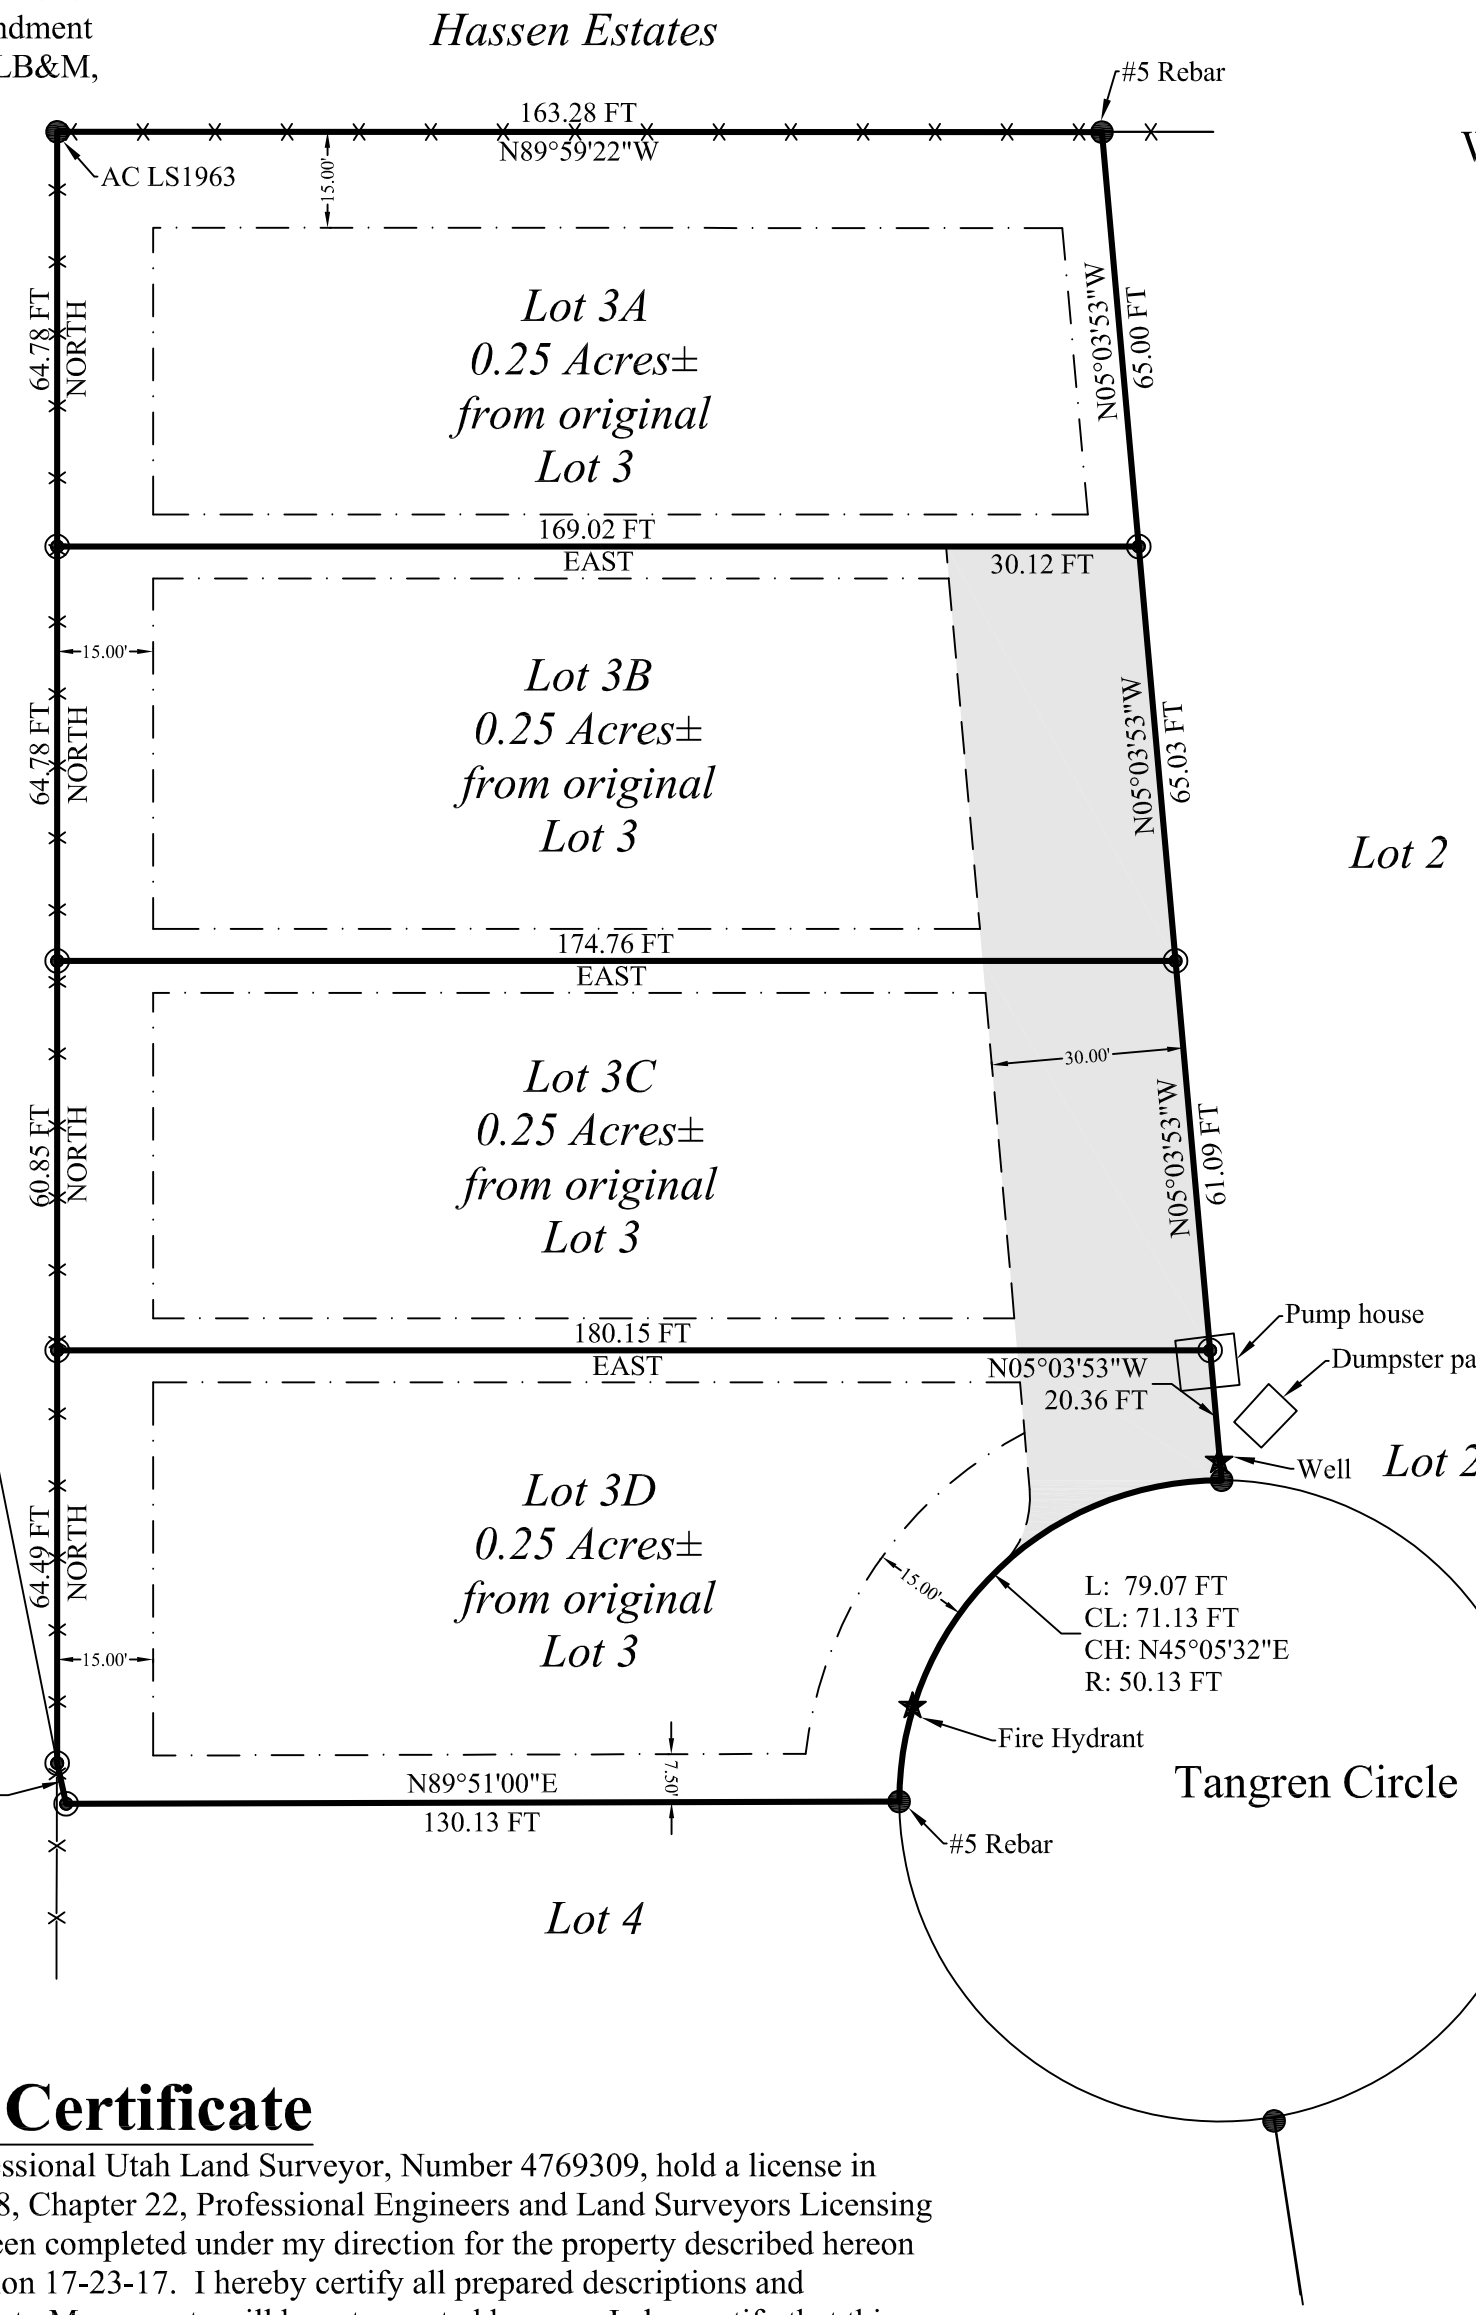 ndment
LB&M,
Hassen Estates
#5 Rebar
163.28 FT
N89°59'22"W
AC LS1963
15.00'
64.78 FT
NORTH
Lot 3A
0.25 Acres±
from original
Lot 3
N05°03'53"W
65.00 FT
169.02 FT
EAST
30.12 FT
15.00'
64.78 FT
NORTH
Lot 3B
0.25 Acres±
from original
Lot 3
N05°03'53"W
65.03 FT
Lot 2
174.76 FT
EAST
30.00'
60.85 FT
NORTH
Lot 3C
0.25 Acres±
from original
Lot 3
N05°03'53"W
61.09 FT
180.15 FT
EAST
Pump house
Dumpster pa
N05°03'53"W
20.36 FT
Well
Lot 2
64.49 FT
NORTH
Lot 3D
0.25 Acres±
from original
Lot 3
15.00'
L: 79.07 FT
CL: 71.13 FT
CH: N45°05'32"E
R: 50.13 FT
15.00'
Fire Hydrant
7.50'
N89°51'00"E
130.13 FT
Tangren Circle
#5 Rebar
Lot 4
Certificate
ssional Utah Land Surveyor, Number 4769309, hold a license in
8, Chapter 22, Professional Engineers and Land Surveyors Licensing
een completed under my direction for the property described hereon
on 17-23-17. I hereby certify all prepared descriptions and